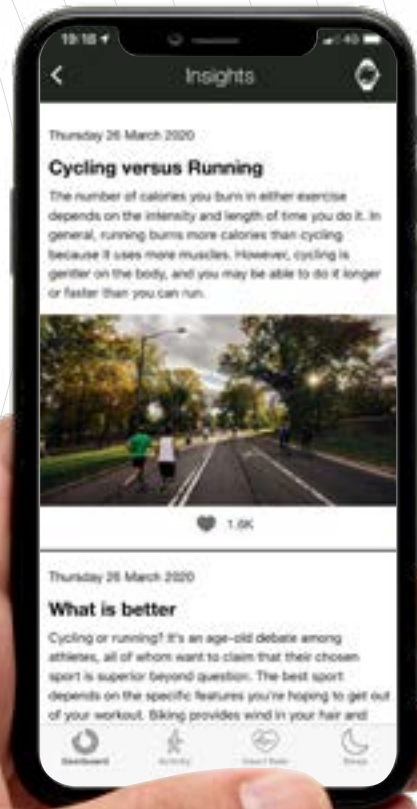 19:16
4G
Insights
Thursday 26 March 2020
Cycling versus Running
The number of calories you burn in either exercise
depends on the intensity and length of time you do it. In
general, running burns more calories than cycling
because it uses more muscles. However, cycling is
gentler on the body, and you may be able to do it longer
or faster than you can run.
1.6K
Thursday 26 March 2020
What is better
Cycling or running? It's an age-old debate among
athletes, all of whom want to claim that their chosen
sport is superior beyond question. The best sport
depends on the specific features you're hoping to get out
of your workout. Biking provides wind in your hair and
Dashboard
Activity
Heart Rate
Sleep